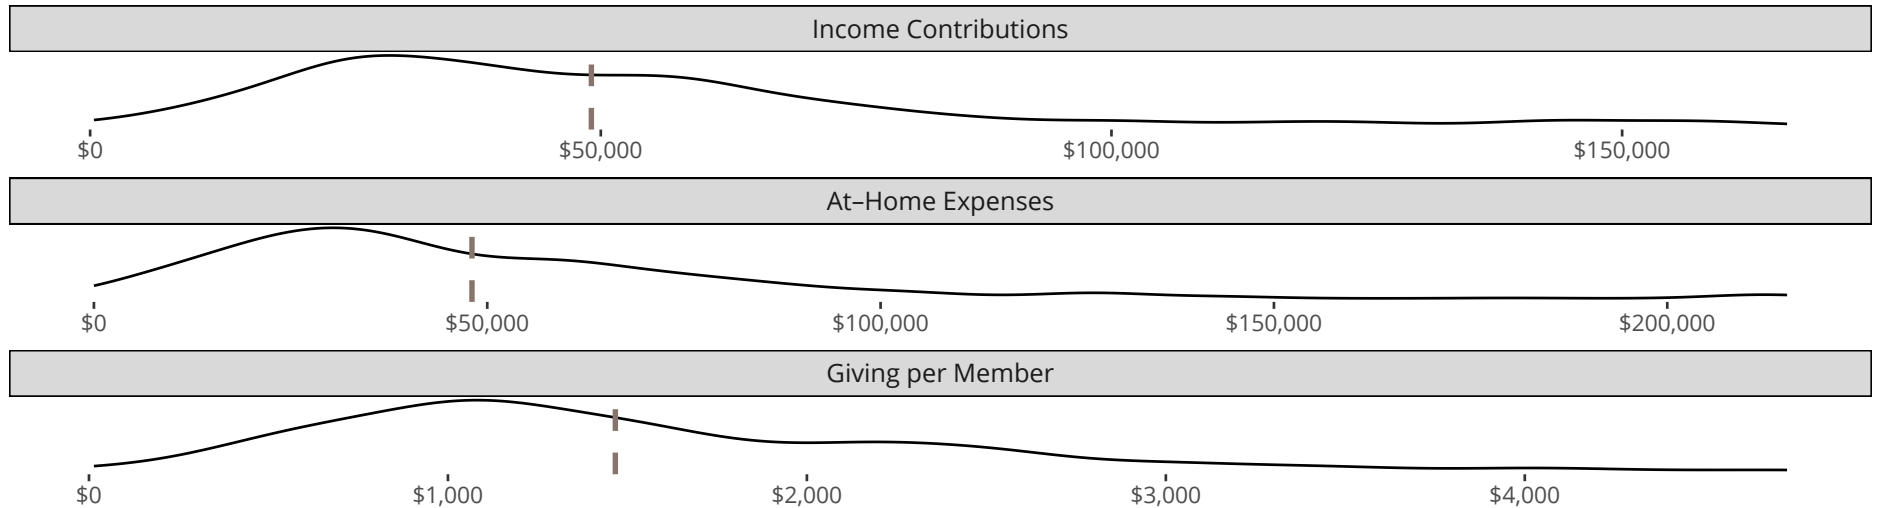 Income Contributions
$0 $50,000 $100,000 $150,000
At–Home Expenses
$0 $50,000 $100,000 $150,000 $200,000
Giving per Member
$0 $1,000 $2,000 $3,000 $4,000